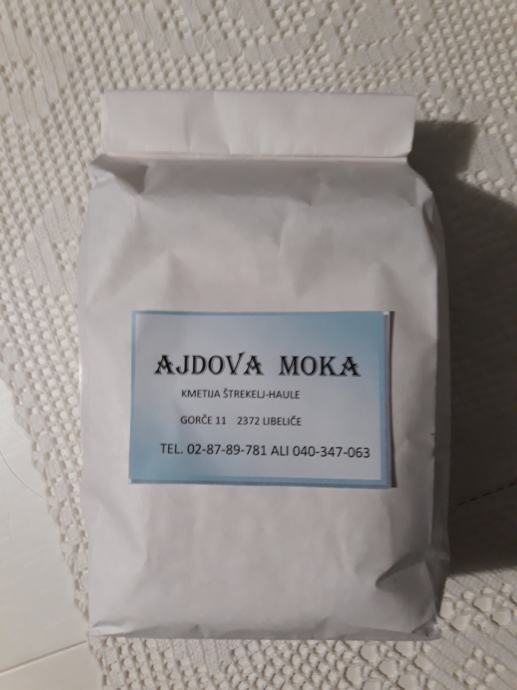 AJDOVA MOKA
KMETIJA ŠTREKELJ-HAULE
GORČE 11 2372 LIBELIČE
TEL. 02-87-89-781 ALI 040-347-063